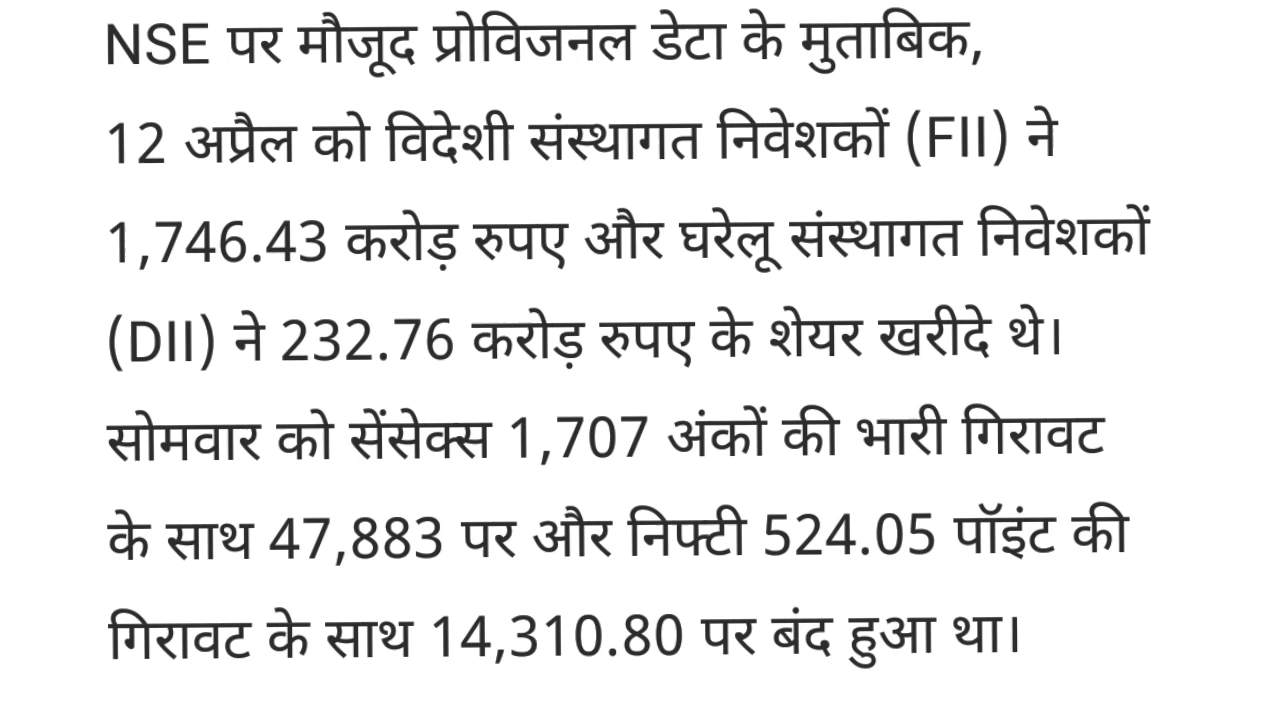 NSE पर मौजूद प्रोविजनल डेटा के मुताबिक,
12 अप्रैल को विदेशी संस्थागत निवेशकों (FII) ने
1,746.43 करोड़ रुपए और घरेलू संस्थागत निवेशकों
(DII) ने 232.76 करोड़ रुपए के शेयर खरीदे थे।
सोमवार को सेंसेक्स 1,707 अंकों की भारी गिरावट
के साथ 47,883 पर और निफ्टी 524.05 पॉइंट की
गिरावट के साथ 14,310.80 पर बंद हुआ था।